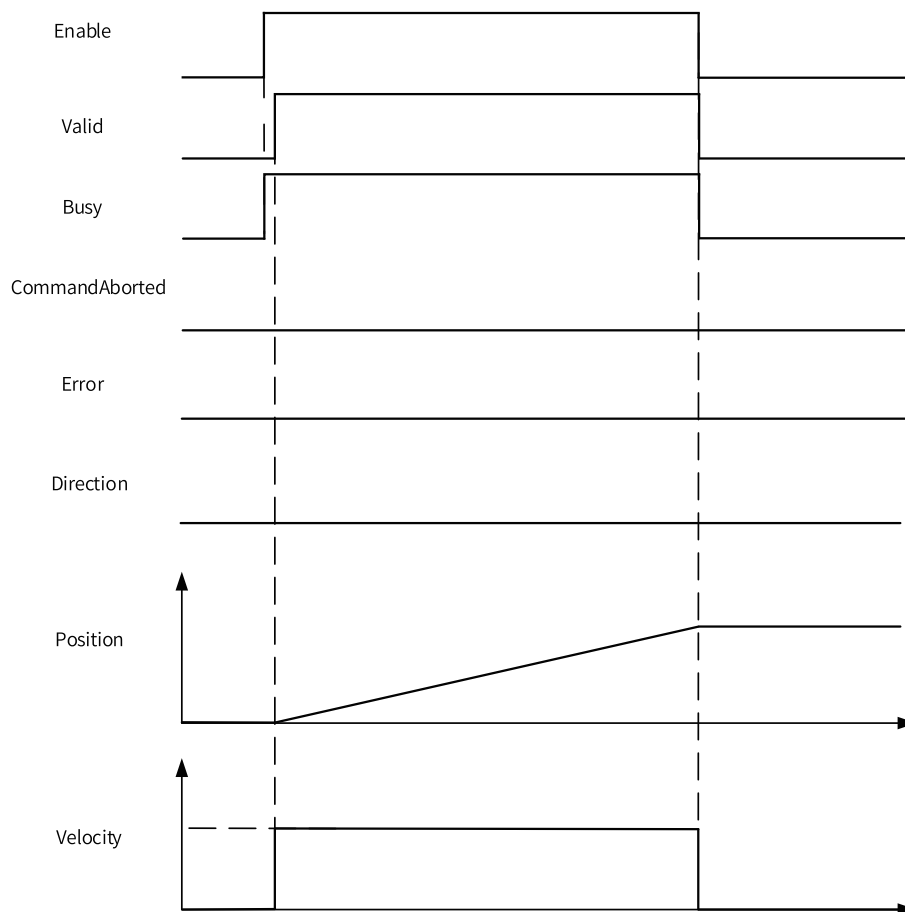 Enable
Valid
Busy
CommandAborted
Error
Direction
Position
Velocity